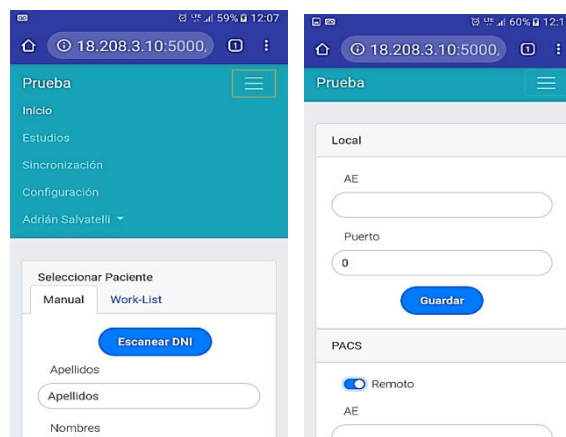 59% 12:07
18.208.3.10:5000,
1
Prueba
Inicio
Estudios
Sincronización
Configuración
Adrián Salvatelli
Seleccionar Paciente
Manual Work-List
Escanear DNI
Apellidos
Apellidos
Nombres
60% 12:1
18.208.3.10:5000,
1
Prueba
Local
AE
Puerto
0
Guardar
PACS
Remoto
AE